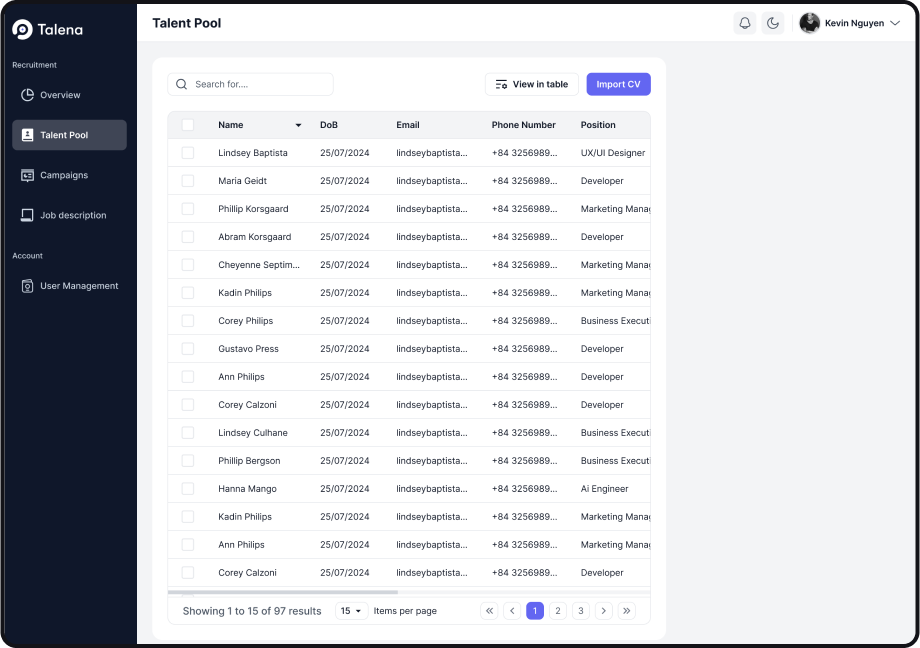 Talena
Talent Pool
Kevin Nguyen
Recruitment
Overview
Talent Pool
Campaigns
Job description
Account
User Management
Search for....
View in table
Import CV
Name DoB Email Phone Number Position
Lindsey Baptista 25/07/2024 lindseybaptista... +84 3256989... UX/UI Designer
Maria Geidt 25/07/2024 lindseybaptista... +84 3256989... Developer
Phillip Korsgaard 25/07/2024 lindseybaptista... +84 3256989... Marketing Mana
Abram Korsgaard 25/07/2024 lindseybaptista... +84 3256989... Developer
Cheyenne Septim... 25/07/2024 lindseybaptista... +84 3256989... Marketing Mana
Kadin Philips 25/07/2024 lindseybaptista... +84 3256989... Marketing Mana
Corey Philips 25/07/2024 lindseybaptista... +84 3256989... Business Execut
Gustavo Press 25/07/2024 lindseybaptista... +84 3256989... Developer
Ann Philips 25/07/2024 lindseybaptista... +84 3256989... Developer
Corey Calzoni 25/07/2024 lindseybaptista... +84 3256989... Developer
Lindsey Culhane 25/07/2024 lindseybaptista... +84 3256989... Business Execut
Phillip Bergson 25/07/2024 lindseybaptista... +84 3256989... Business Execut
Hanna Mango 25/07/2024 lindseybaptista... +84 3256989... Ai Engineer
Kadin Philips 25/07/2024 lindseybaptista... +84 3256989... Marketing Mana
Ann Philips 25/07/2024 lindseybaptista... +84 3256989... Marketing Mana
Corey Calzoni 25/07/2024 lindseybaptista... +84 3256989... Developer
Showing 1 to 15 of 97 results 15 Items per page « ‹ 1 2 3 › »